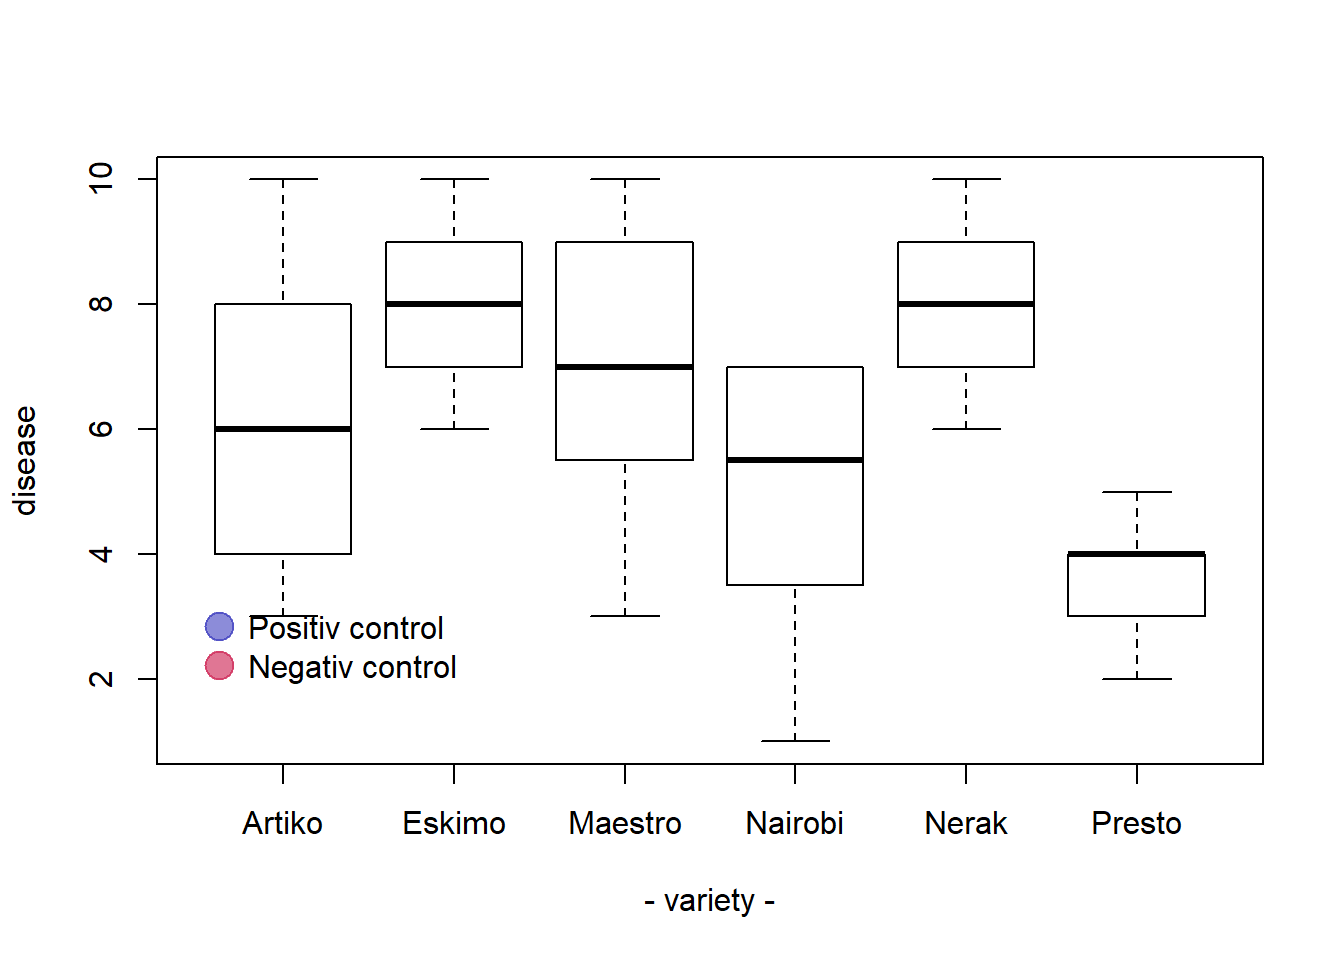 disease
10
8
6
4
2
Positiv control
Negativ control
Artiko Eskimo Maestro Nairobi Nerak Presto
- variety -